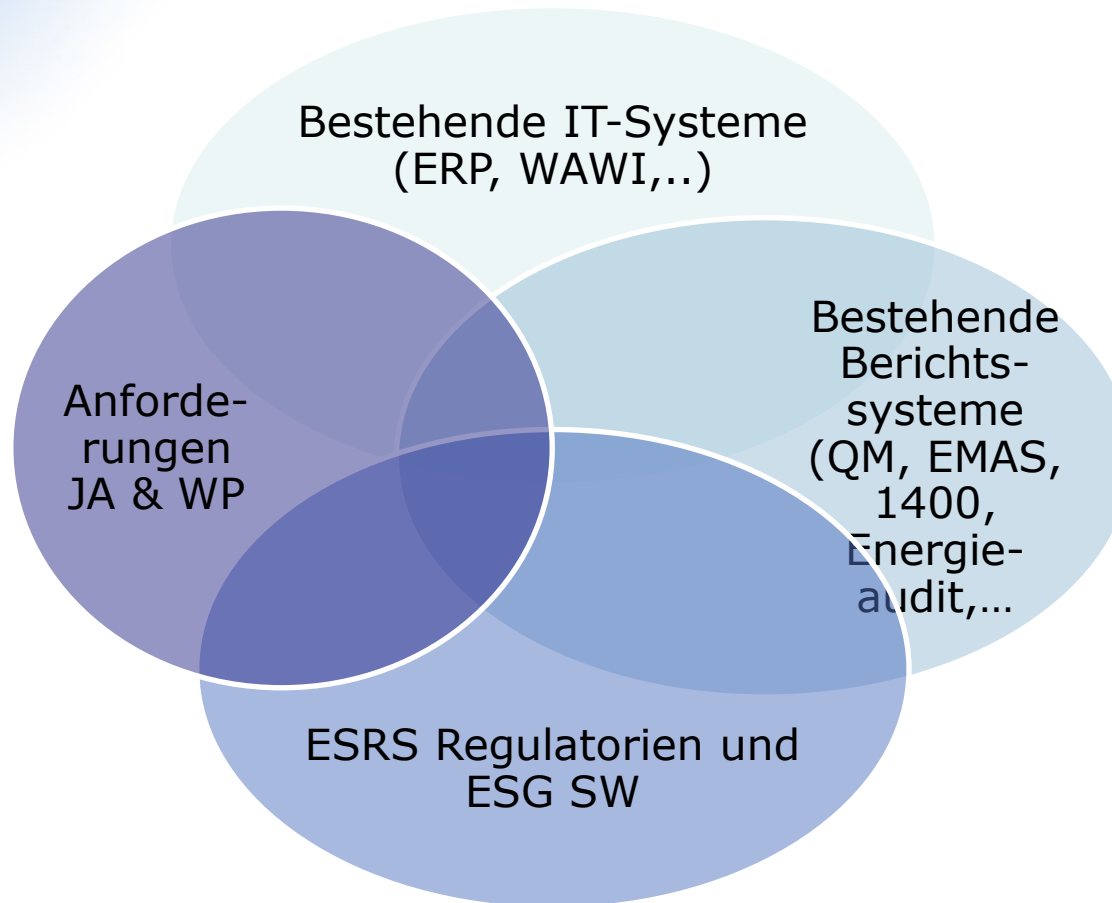 Bestehende IT-Systeme
(ERP, WAWI,..)
Anforde-
rungen
JA & WP
Bestehende
Berichts-
systeme
(QM, EMAS,
1400,
Energie-
audit,…
ESRS Regulatorien und
ESG SW